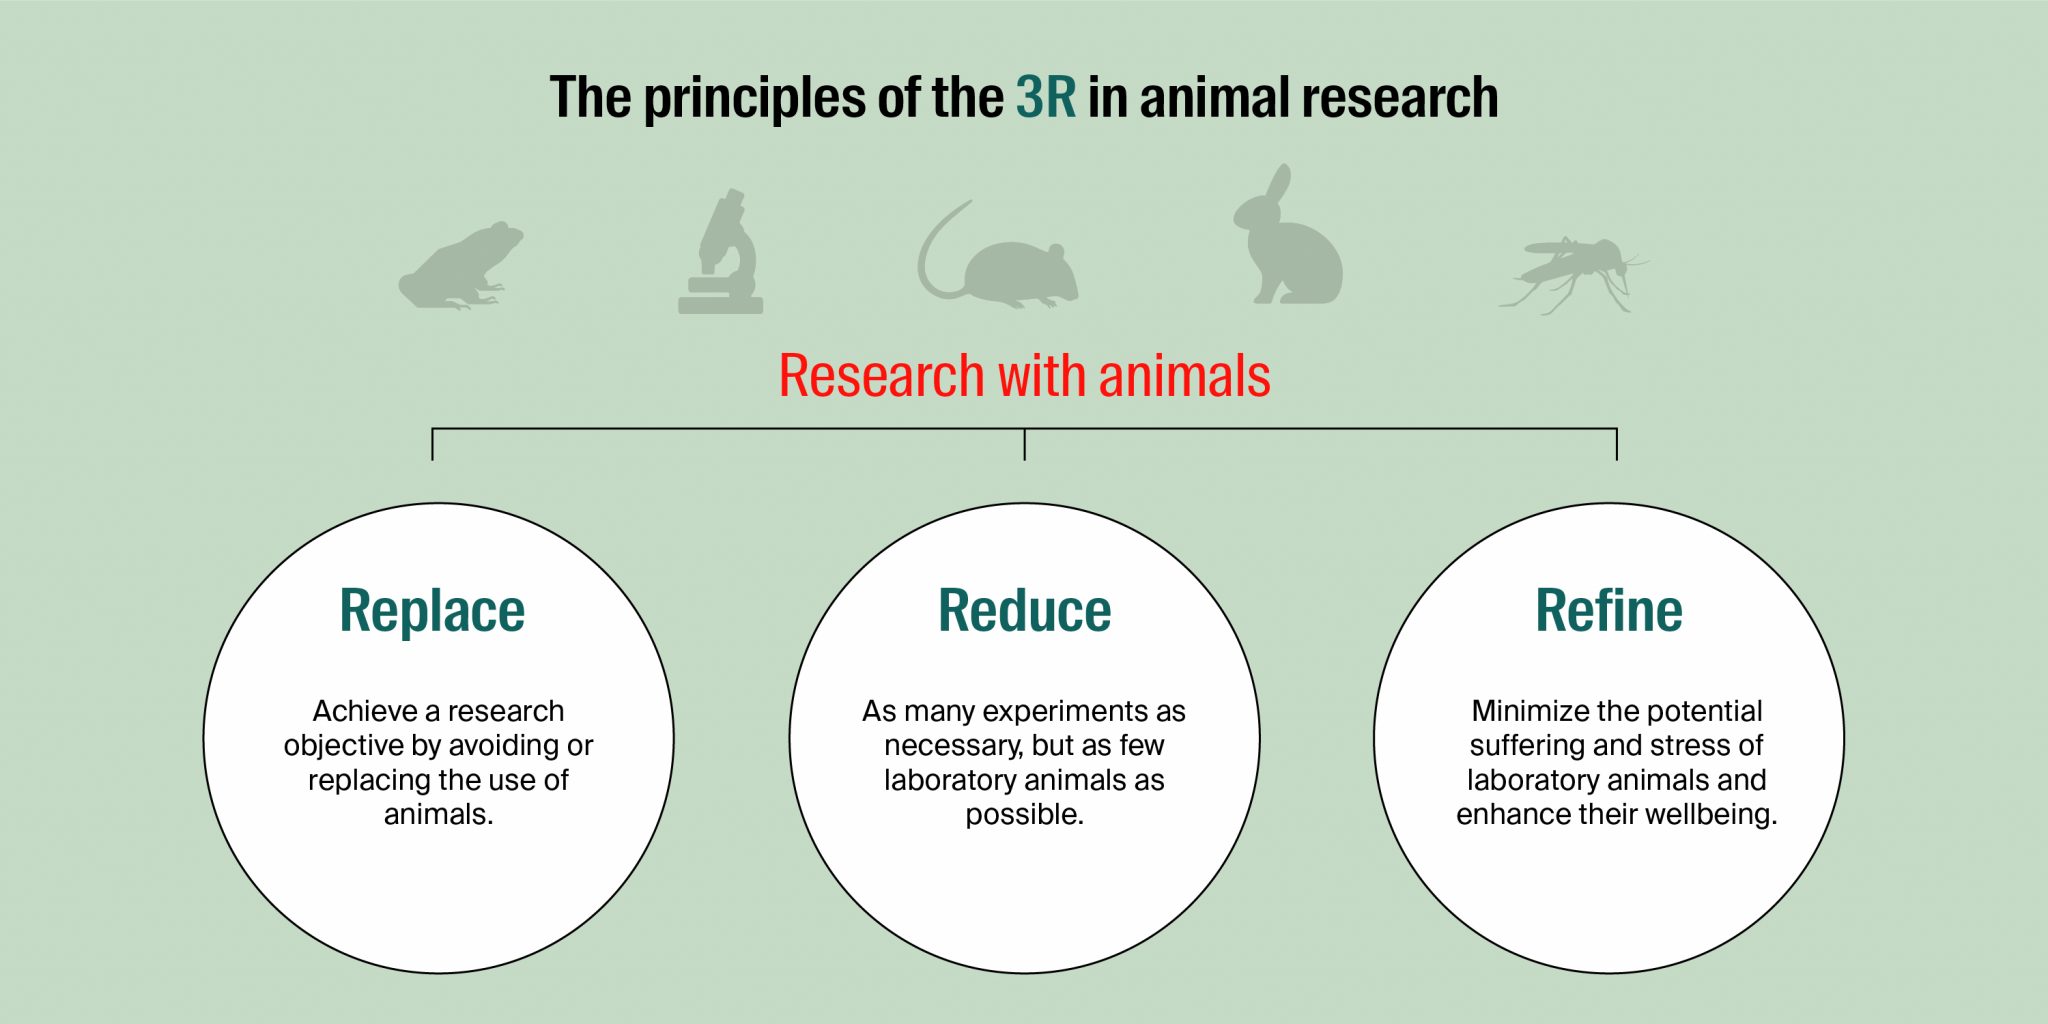 The principles of the 3R in animal research
Research with animals
Replace
Achieve a research
objective by avoiding or
replacing the use of
animals.
Reduce
As many experiments as
necessary, but as few
laboratory animals as
possible.
Refine
Minimize the potential
suffering and stress of
laboratory animals and
enhance their wellbeing.